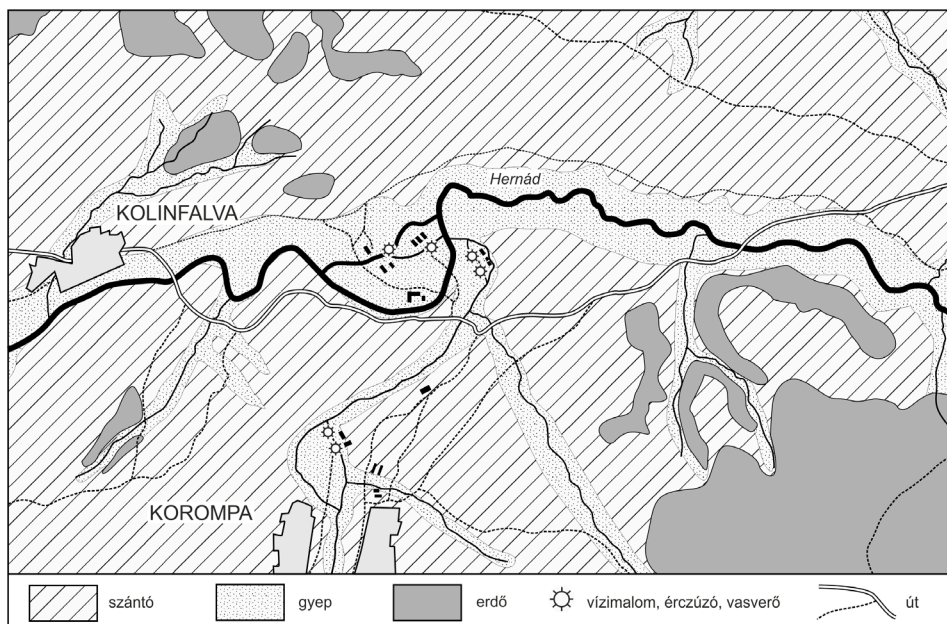 Hernád
KOLINFALVA
KOROMPA
szántó
gyep
erdő
vízimalom, érczúzó, vasverő
út